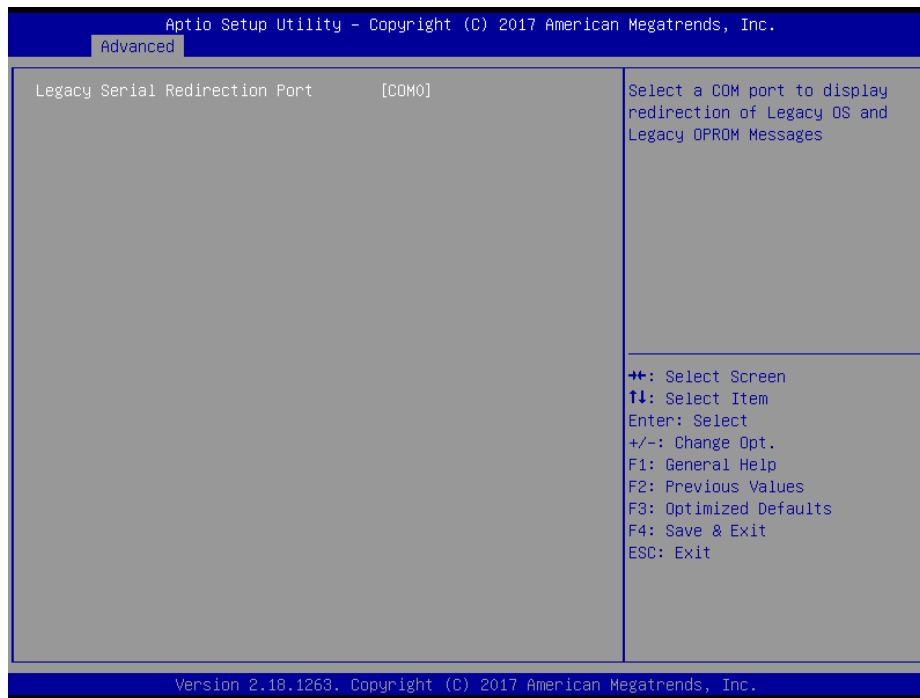 Aptio Setup Utility – Copyright (C) 2017 American Megatrends, Inc.
Advanced
Legacy Serial Redirection Port [COM0]
Select a COM port to display
redirection of Legacy OS and
Legacy OPROM Messages
→←: Select Screen
↑↓: Select Item
Enter: Select
+/-: Change Opt.
F1: General Help
F2: Previous Values
F3: Optimized Defaults
F4: Save & Exit
ESC: Exit
Version 2.18.1263. Copyright (C) 2017 American Megatrends, Inc.